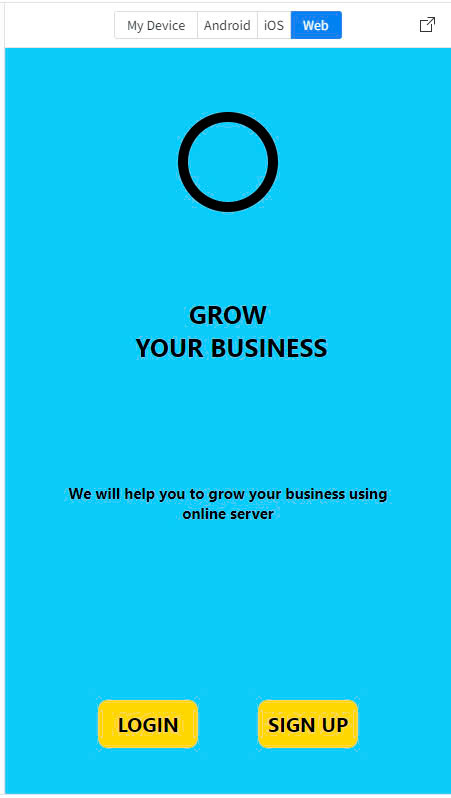 My Device Android iOS Web
GROW
YOUR BUSINESS
We will help you to grow your business using
online server
LOGIN SIGN UP